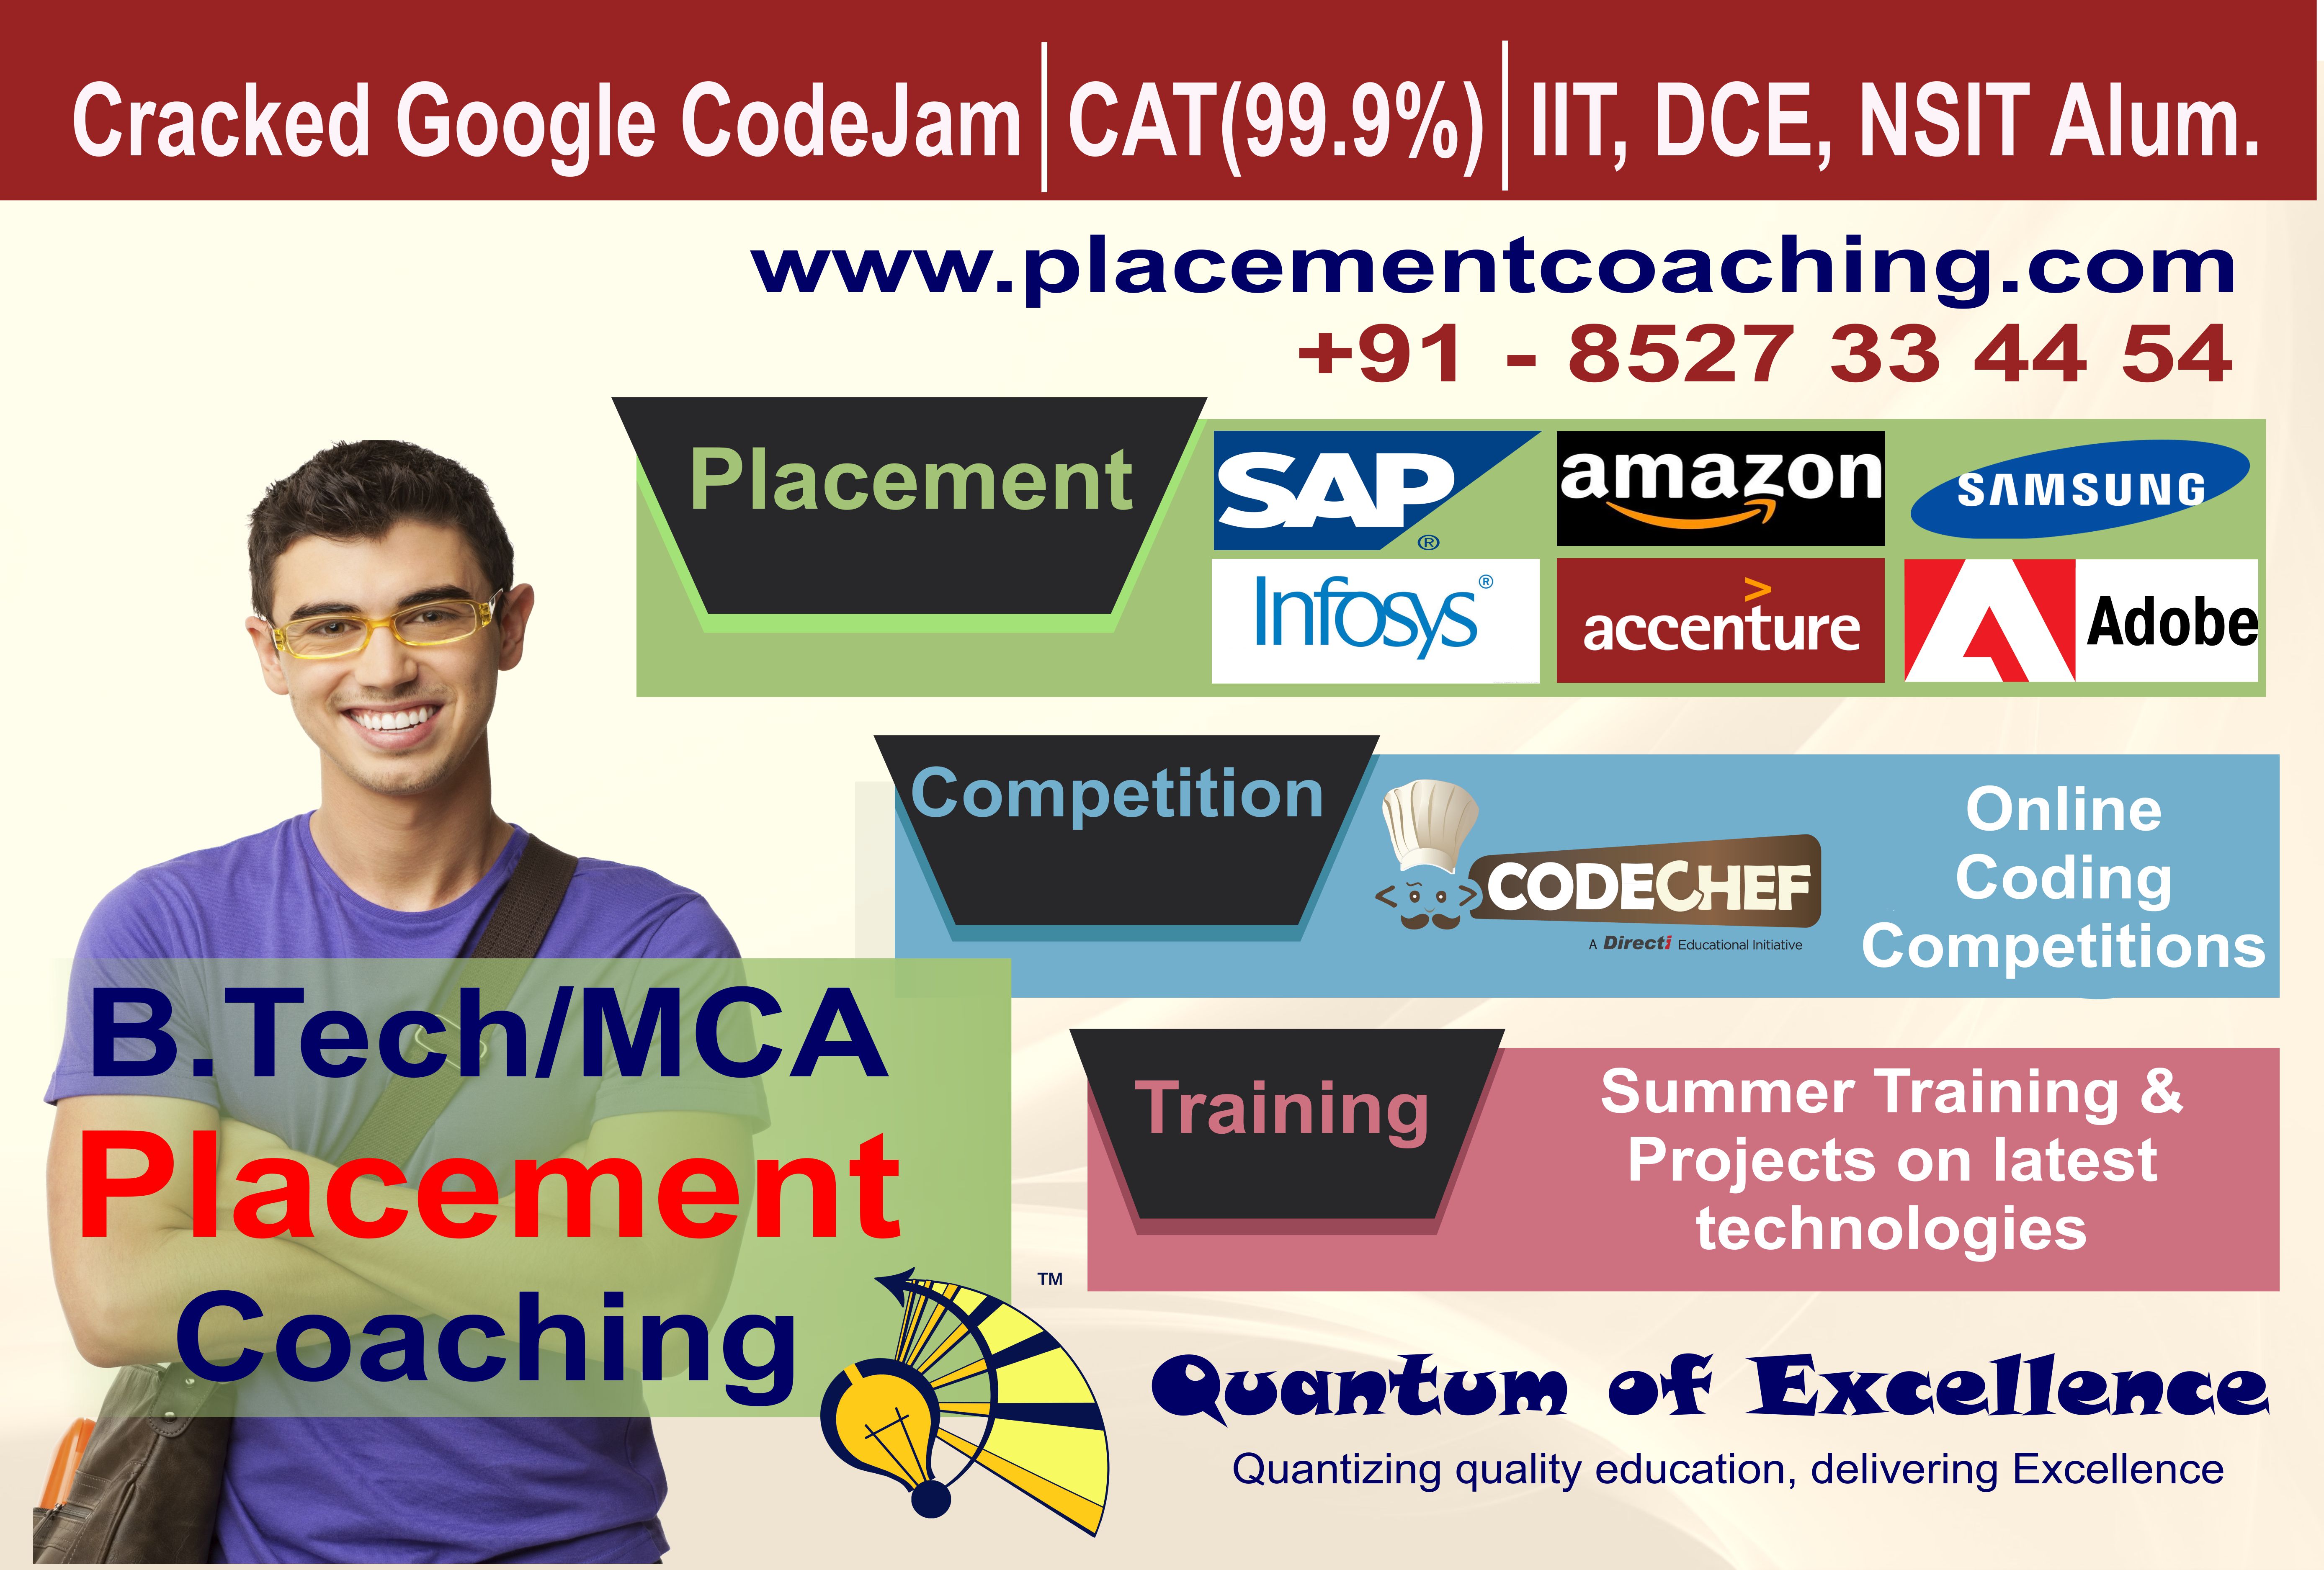 Cracked Google CodeJam | CAT(99.9%) | IIT, DCE, NSIT Alum.
www.placementcoaching.com
+91 - 8527 33 44 54
Placement
SAP ®
amazon
SAMSUNG
Infosys ®
>
accenture
Adobe
Competition
< >
CODECHEF
A Directi Educational Initiative
Online
Coding
Competitions
Training
Summer Training &
Projects on latest
technologies
B.Tech/MCA
Placement
Coaching
TM
Quantum of Excellence
Quantizing quality education, delivering Excellence